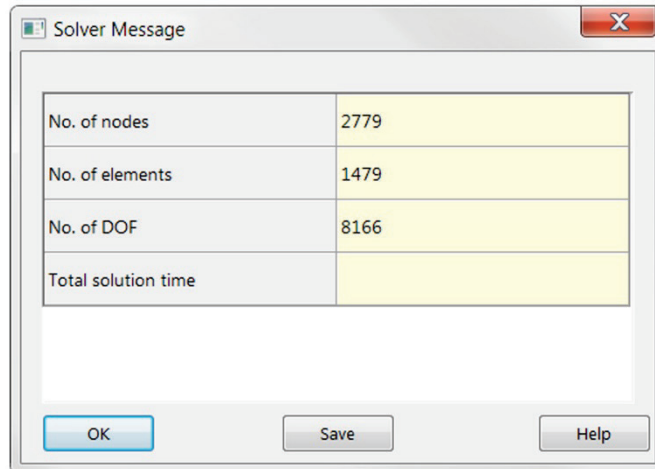 Solver Message
X
No. of nodes 2779
No. of elements 1479
No. of DOF 8166
Total solution time
OK Save Help